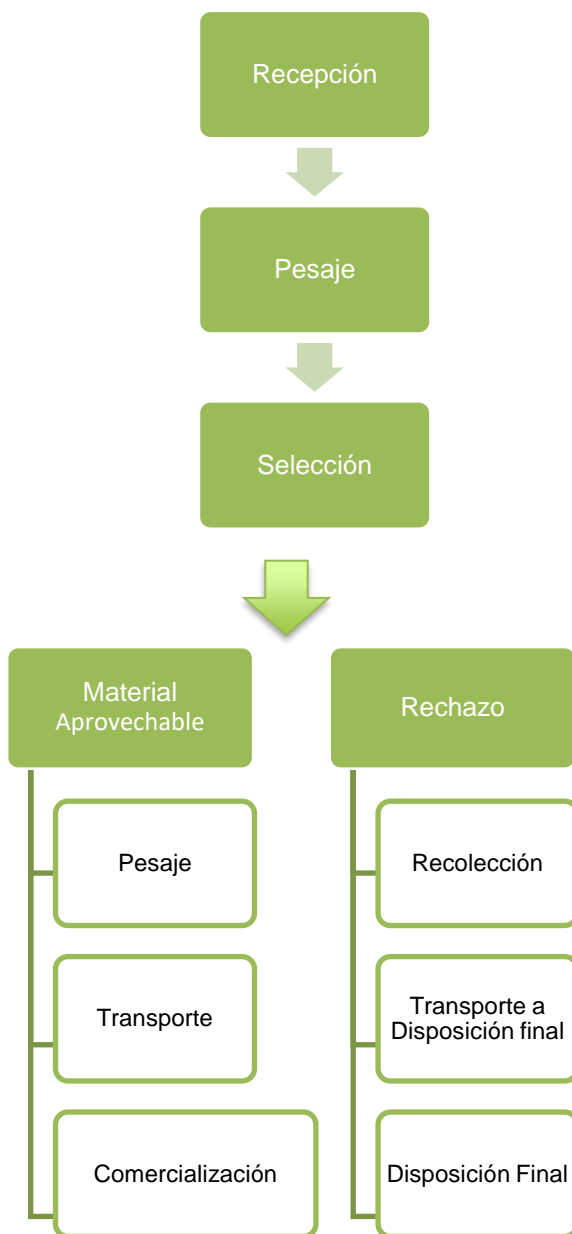 Recepción
Pesaje
Selección
Material
Aprovechable
Pesaje
Transporte
Comercialización
Rechazo
Recolección
Transporte a
Disposición final
Disposición Final